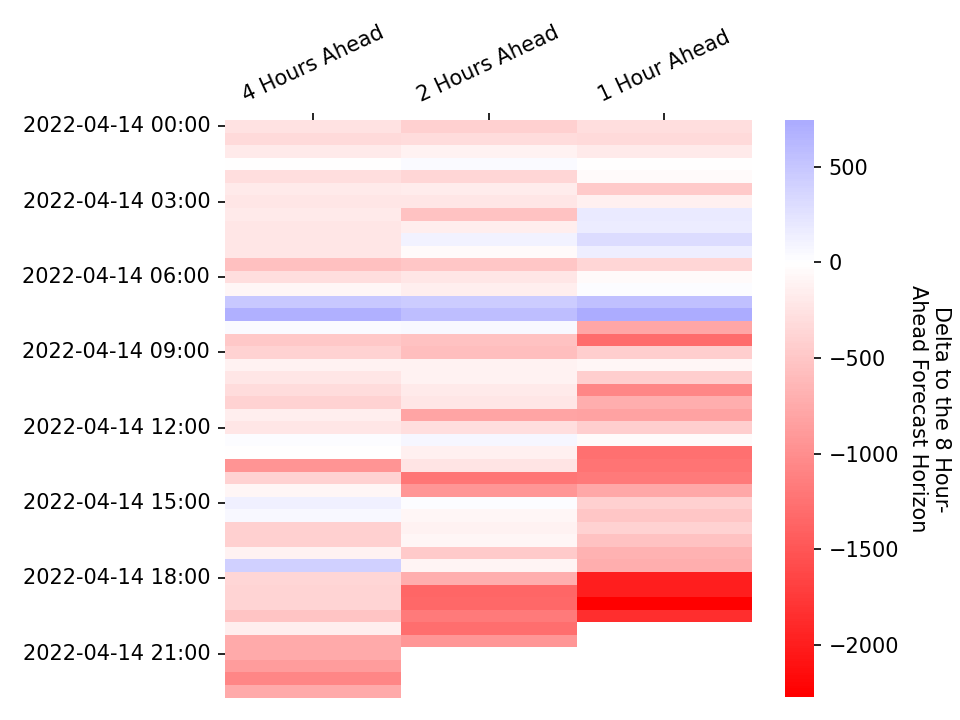 4 Hours Ahead
2 Hours Ahead
1 Hour Ahead
2022-04-14 00:00
2022-04-14 03:00
2022-04-14 06:00
2022-04-14 09:00
2022-04-14 12:00
2022-04-14 15:00
2022-04-14 18:00
2022-04-14 21:00
500
0
−500
−1000
−1500
−2000
Delta to the 8 Hour-
Ahead Forecast Horizon